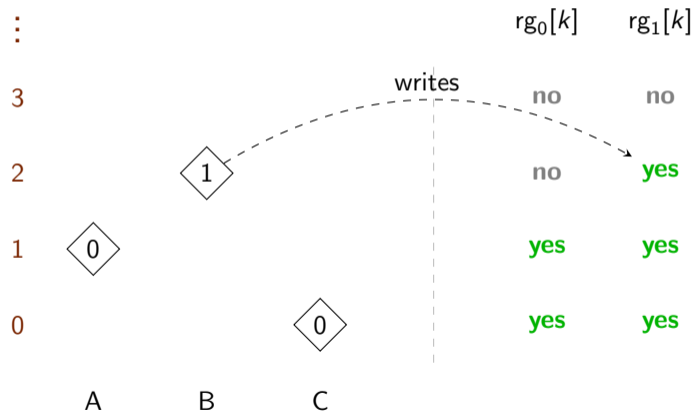 ⋮ rg₀[k] rg₁[k]
writes
3 no no
2 1 no yes
1 0 yes yes
0 0 yes yes
A B C